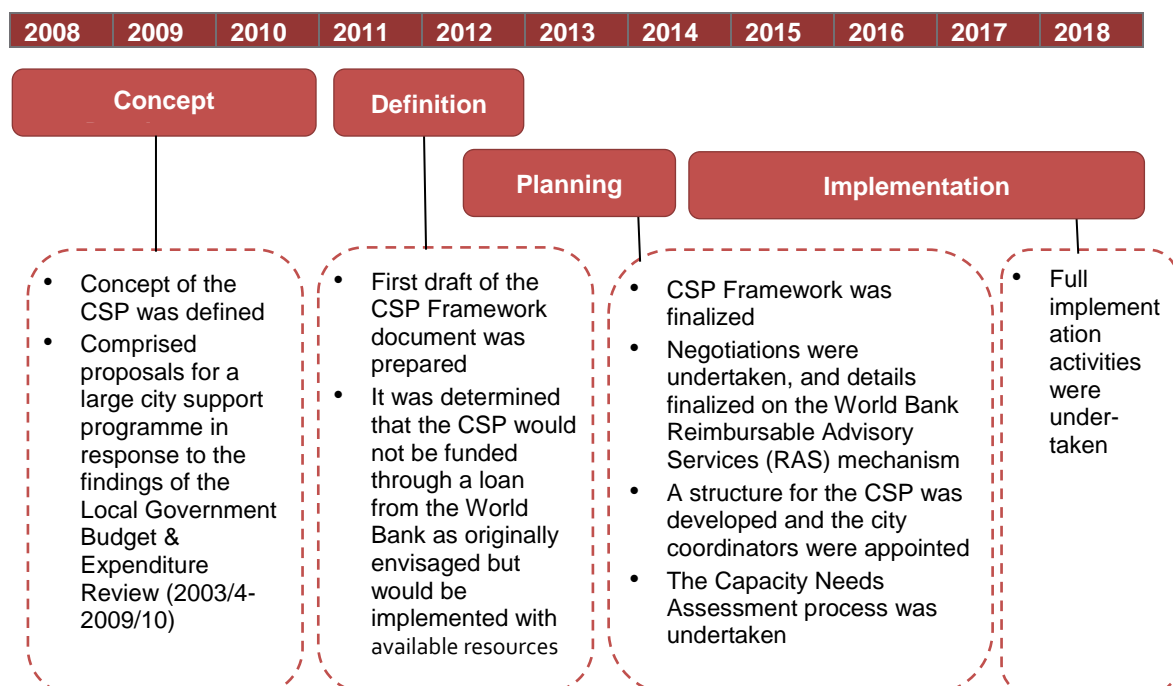 2008 2009 2010 2011 2012 2013 2014 2015 2016 2017 2018
Concept
Definition
Planning
Implementation
• Concept of the
CSP was defined
• Comprised
proposals for a
large city support
programme in
response to the
findings of the
Local Government
Budget &
Expenditure
Review (2003/4-
2009/10)
• First draft of the
CSP Framework
document was
prepared
• It was determined
that the CSP would
not be funded
through a loan
from the World
Bank as originally
envisaged but
would be
implemented with
available resources
• CSP Framework was
finalized
• Negotiations were
undertaken, and details
finalized on the World Bank
Reimbursable Advisory
Services (RAS) mechanism
• A structure for the CSP was
developed and the city
coordinators were appointed
• The Capacity Needs
Assessment process was
undertaken
• Full
implement
ation
activities
were
under-
taken